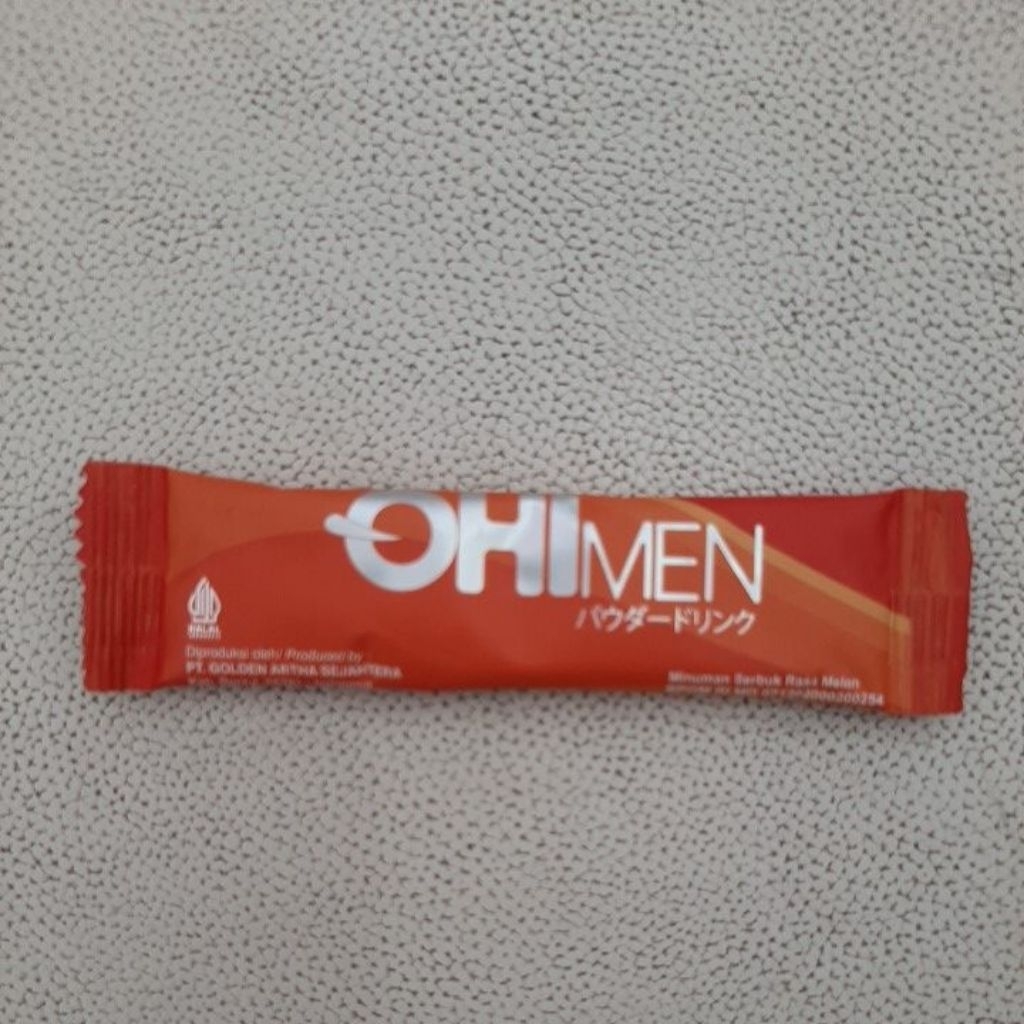 OHIMEN
パウダードリンク
HALAL
Diproduksi oleh/ Produced by
PT. GOLDEN ARTHA SEJAHTERA
Minuman Serbuk Rasa Melon